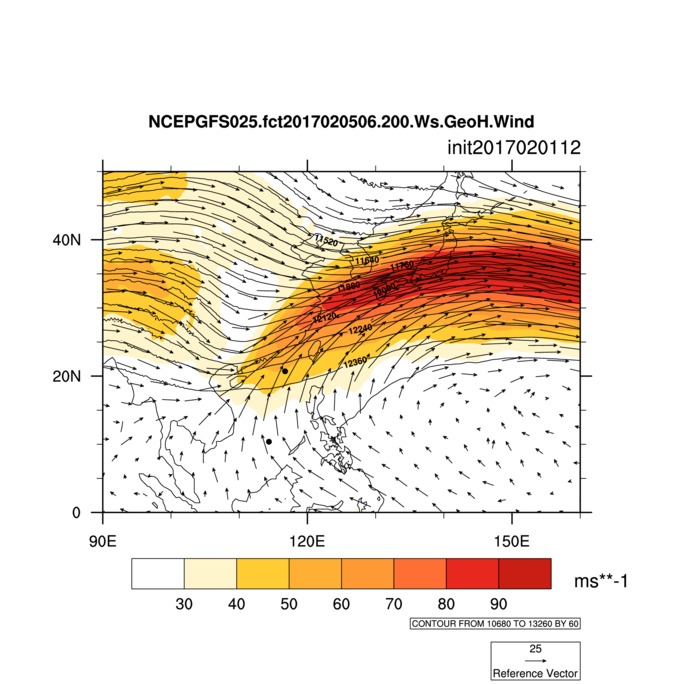 NCEPGFS025.fct2017020506.200.Ws.GeoH.Wind
init2017020112
40N
20N
0
11520
11640
11760
11880
12120
12240
12360
90E
120E
150E
30 40 50 60 70 80 90
ms**-1
CONTOUR FROM 10680 TO 13260 BY 60
25
Reference Vector